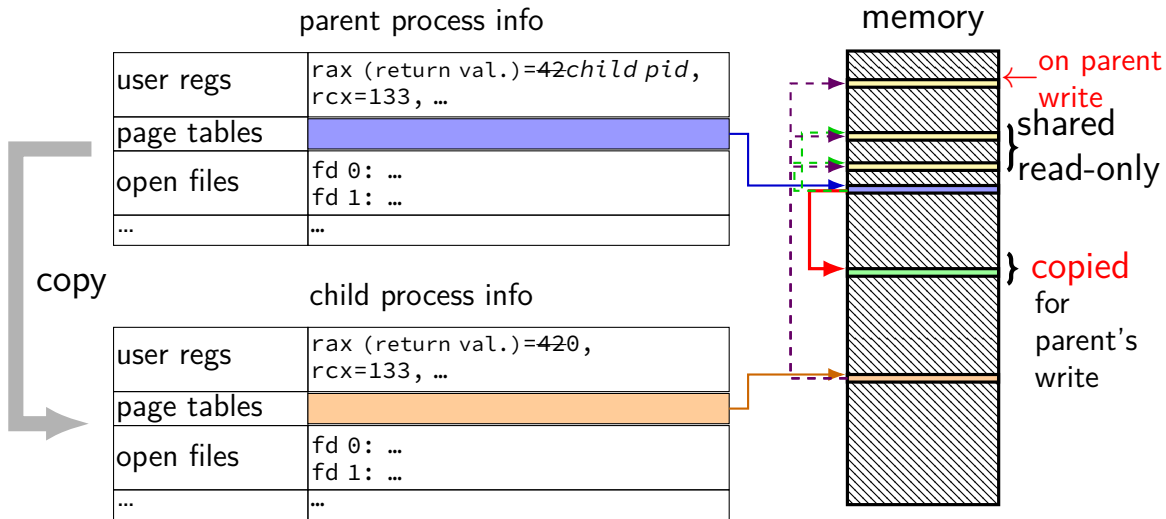 parent process info
user regs
rax (return val.)=42child pid,
rcx=133, …
page tables
open files
fd 0: …
fd 1: …
…
…
copy
child process info
user regs
rax (return val.)=420,
rcx=133, …
page tables
open files
fd 0: …
fd 1: …
…
…
memory
on parent
write
shared
read-only
copied
for
parent's
write